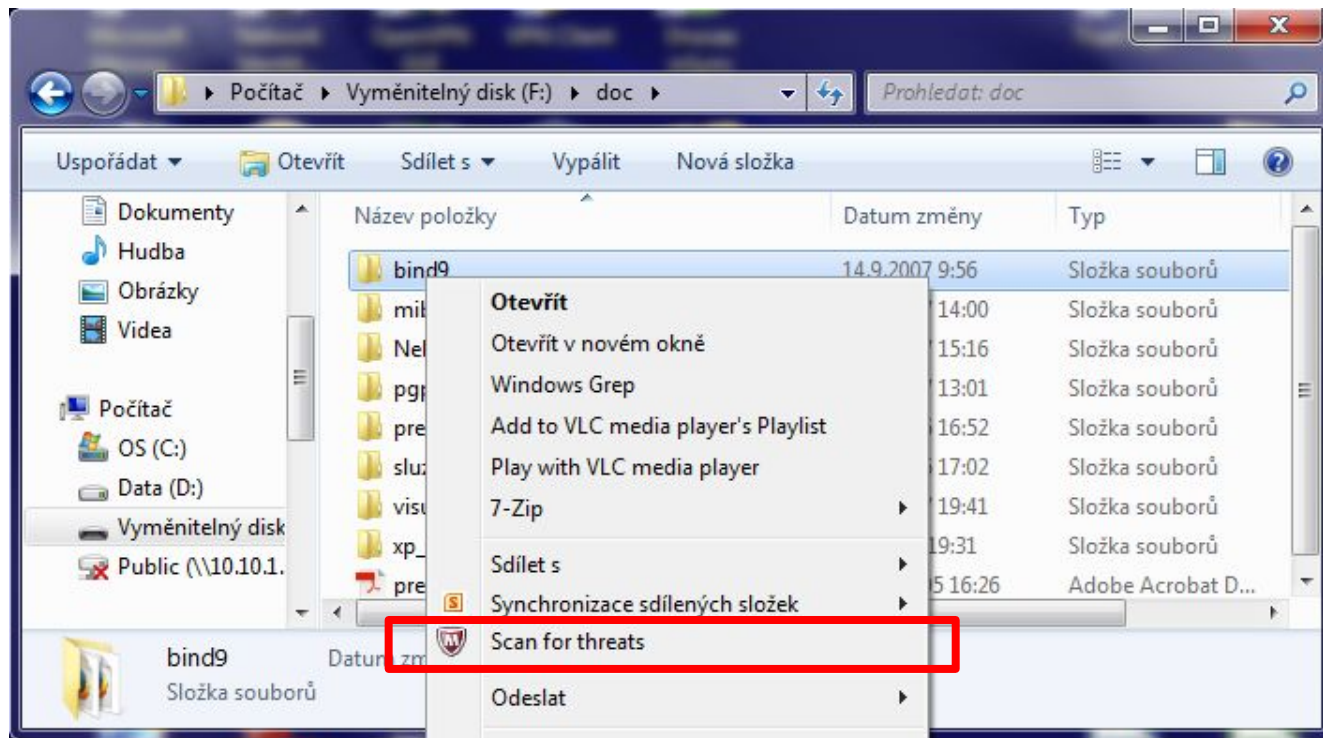 Počítač ▸ Vyměnitelný disk (F:) ▸ doc ▸
Prohledat: doc
Uspořádat Otevřít Sdílet s Vypálit Nová složka
Dokumenty
Hudba
Obrázky
Videa
Počítač
OS (C:)
Data (D:)
Vyměnitelný disk
Public (\\10.10.1.
Název položky Datum změny Typ
bind9 14.9.2007 9:56 Složka souborů
14:00 Složka souborů
15:16 Složka souborů
13:01 Složka souborů
16:52 Složka souborů
17:02 Složka souborů
19:41 Složka souborů
xp_ 19:31 Složka souborů
pre 16:26 Adobe Acrobat D...
Otevřít
Otevřít v novém okně
Windows Grep
Add to VLC media player's Playlist
Play with VLC media player
7-Zip
Sdílet s
Synchronizace sdílených složek
Scan for threats
Odeslat
bind9
Složka souborů